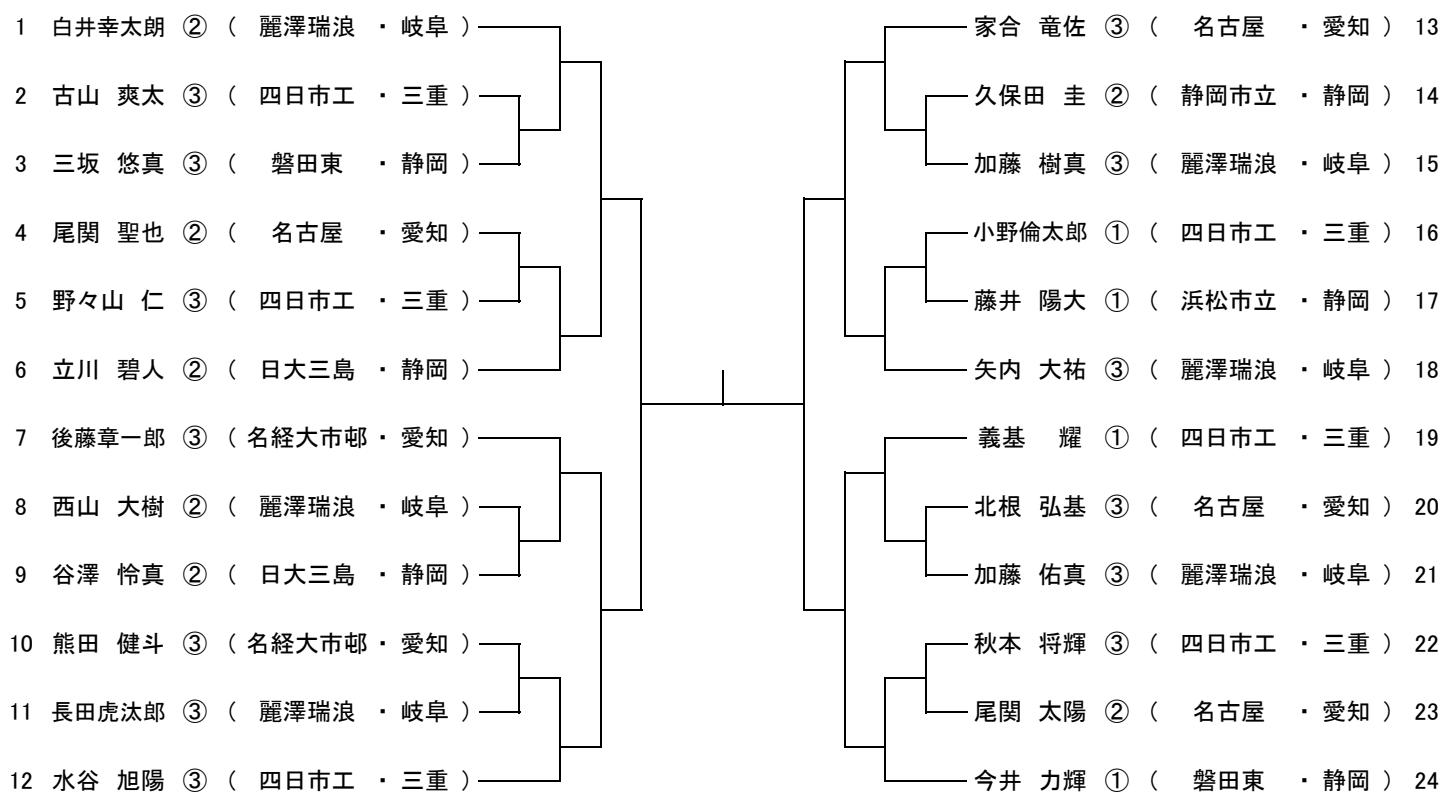 1 白井幸太朗 ② ( 麗澤瑞浪 ・ 岐阜 )
2 古山 爽太 ③ ( 四日市工 ・ 三重 )
3 三坂 悠真 ③ ( 磐田東 ・ 静岡 )
4 尾関 聖也 ② ( 名古屋 ・ 愛知 )
5 野々山 仁 ③ ( 四日市工 ・ 三重 )
6 立川 碧人 ② ( 日大三島 ・ 静岡 )
7 後藤章一郎 ③ ( 名経大市邨 ・ 愛知 )
8 西山 大樹 ② ( 麗澤瑞浪 ・ 岐阜 )
9 谷澤 怜真 ② ( 日大三島 ・ 静岡 )
10 熊田 健斗 ③ ( 名経大市邨 ・ 愛知 )
11 長田虎汰郎 ③ ( 麗澤瑞浪 ・ 岐阜 )
12 水谷 旭陽 ③ ( 四日市工 ・ 三重 )
家合 竜佐 ③ ( 名古屋 ・ 愛知 ) 13
久保田 圭 ② ( 静岡市立 ・ 静岡 ) 14
加藤 樹真 ③ ( 麗澤瑞浪 ・ 岐阜 ) 15
小野倫太郎 ① ( 四日市工 ・ 三重 ) 16
藤井 陽大 ① ( 浜松市立 ・ 静岡 ) 17
矢内 大祐 ③ ( 麗澤瑞浪 ・ 岐阜 ) 18
義基 耀 ① ( 四日市工 ・ 三重 ) 19
北根 弘基 ③ ( 名古屋 ・ 愛知 ) 20
加藤 佑真 ③ ( 麗澤瑞浪 ・ 岐阜 ) 21
秋本 将輝 ③ ( 四日市工 ・ 三重 ) 22
尾関 太陽 ② ( 名古屋 ・ 愛知 ) 23
今井 力輝 ① ( 磐田東 ・ 静岡 ) 24